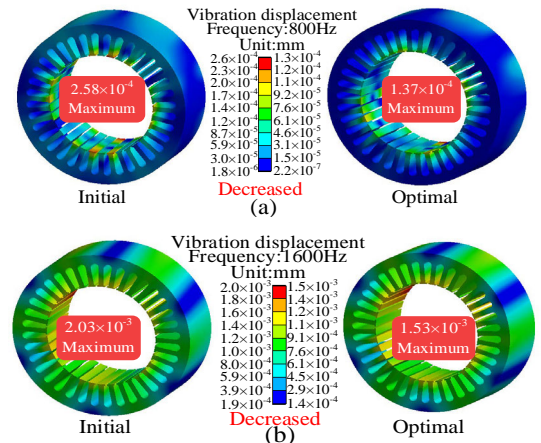 Vibration displacement
Frequency:800Hz
Unit:mm
2.6×10⁻⁴ 1.3×10⁻⁴
2.3×10⁻⁴ 1.2×10⁻⁴
2.0×10⁻⁴ 1.1×10⁻⁴
1.7×10⁻⁴ 9.2×10⁻⁵
1.4×10⁻⁴ 7.6×10⁻⁵
1.2×10⁻⁴ 6.1×10⁻⁵
8.7×10⁻⁵ 4.6×10⁻⁵
5.9×10⁻⁵ 3.1×10⁻⁵
3.0×10⁻⁵ 1.5×10⁻⁵
1.8×10⁻⁶ 2.2×10⁻⁷
2.58×10⁻⁴
Maximum
1.37×10⁻⁴
Maximum
Decreased
Initial
Optimal
(a)
Vibration displacement
Frequency:1600Hz
Unit:mm
2.0×10⁻³ 1.5×10⁻³
1.8×10⁻³ 1.4×10⁻³
1.6×10⁻³ 1.2×10⁻³
1.4×10⁻³ 1.1×10⁻³
1.2×10⁻³ 9.1×10⁻⁴
1.0×10⁻³ 7.6×10⁻⁴
8.0×10⁻⁴ 6.1×10⁻⁴
5.9×10⁻⁴ 4.5×10⁻⁴
3.9×10⁻⁴ 2.9×10⁻⁴
1.9×10⁻⁴ 1.4×10⁻⁴
2.03×10⁻³
Maximum
1.53×10⁻³
Maximum
Decreased
Initial
Optimal
(b)